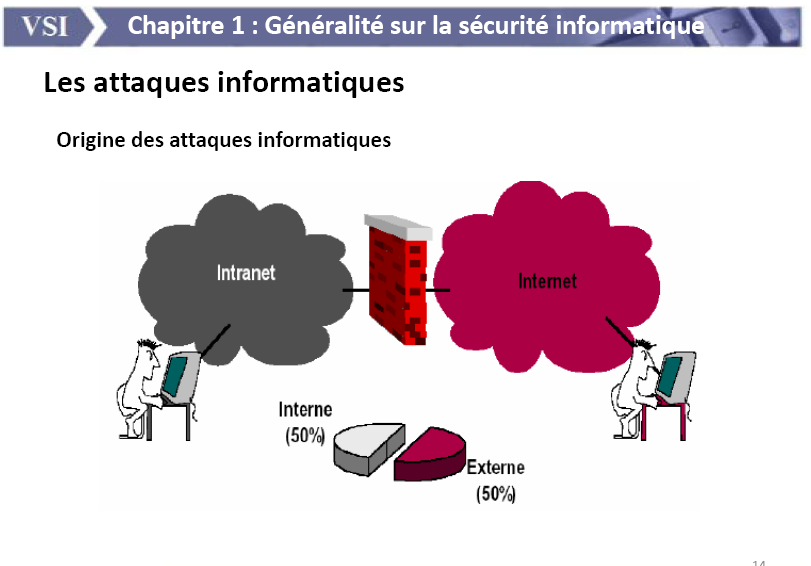 VSI
Chapitre 1 : Généralité sur la sécurité informatique
Les attaques informatiques
Origine des attaques informatiques
Intranet
Internet
Interne
(50%)
Externe
(50%)
14